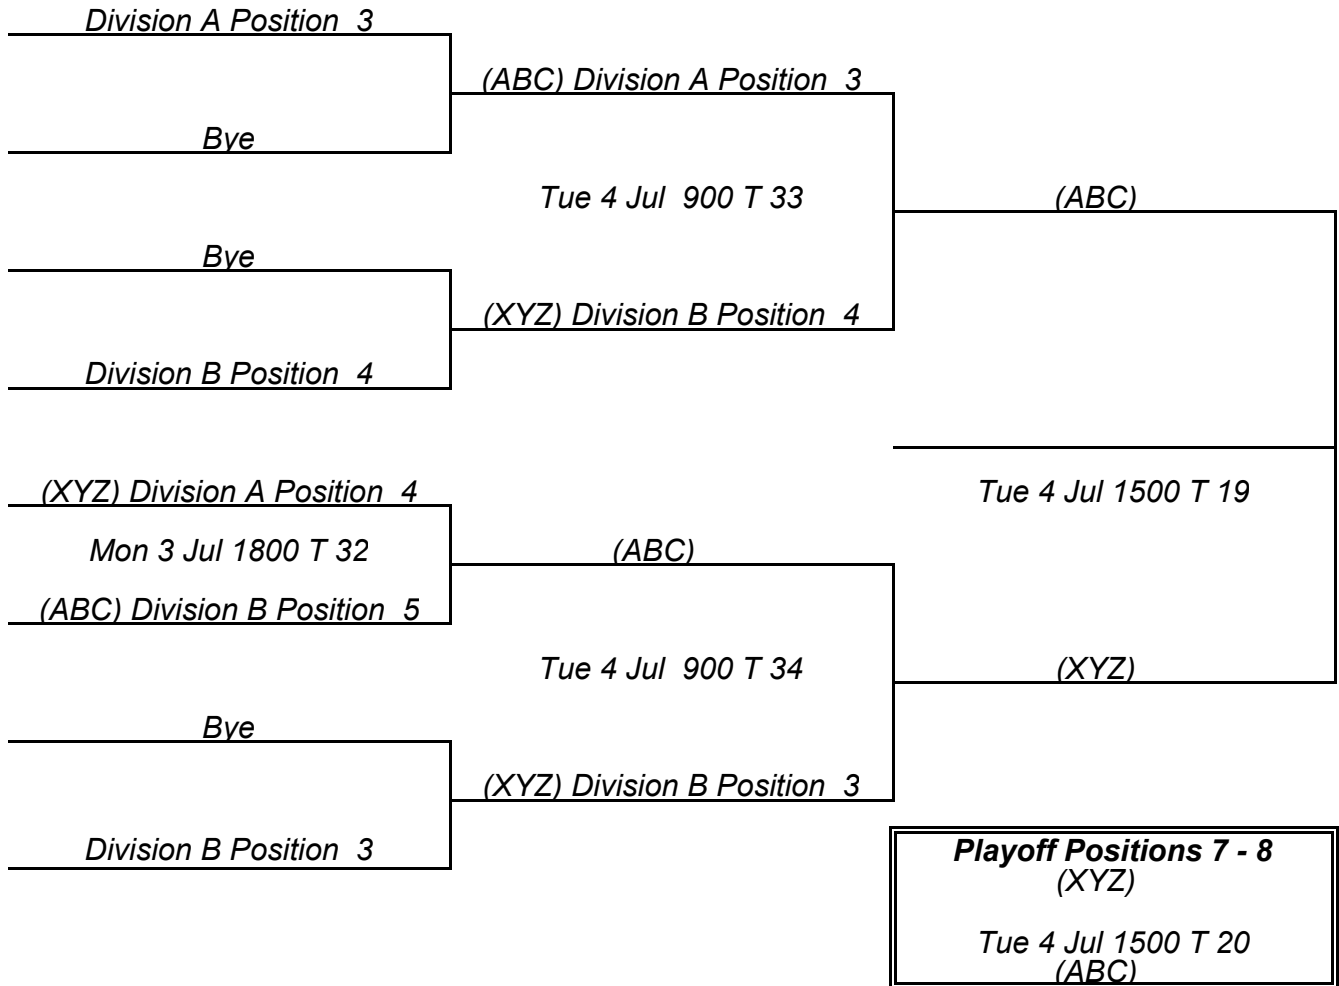 Division A Position 3
(ABC) Division A Position 3
Bye
Tue 4 Jul 900 T 33
(ABC)
Bye
(XYZ) Division B Position 4
Division B Position 4
(XYZ) Division A Position 4
Tue 4 Jul 1500 T 19
Mon 3 Jul 1800 T 32
(ABC)
(ABC) Division B Position 5
Tue 4 Jul 900 T 34
(XYZ)
Bye
(XYZ) Division B Position 3
Division B Position 3
Playoff Positions 7 - 8
(XYZ)
Tue 4 Jul 1500 T 20
(ABC)